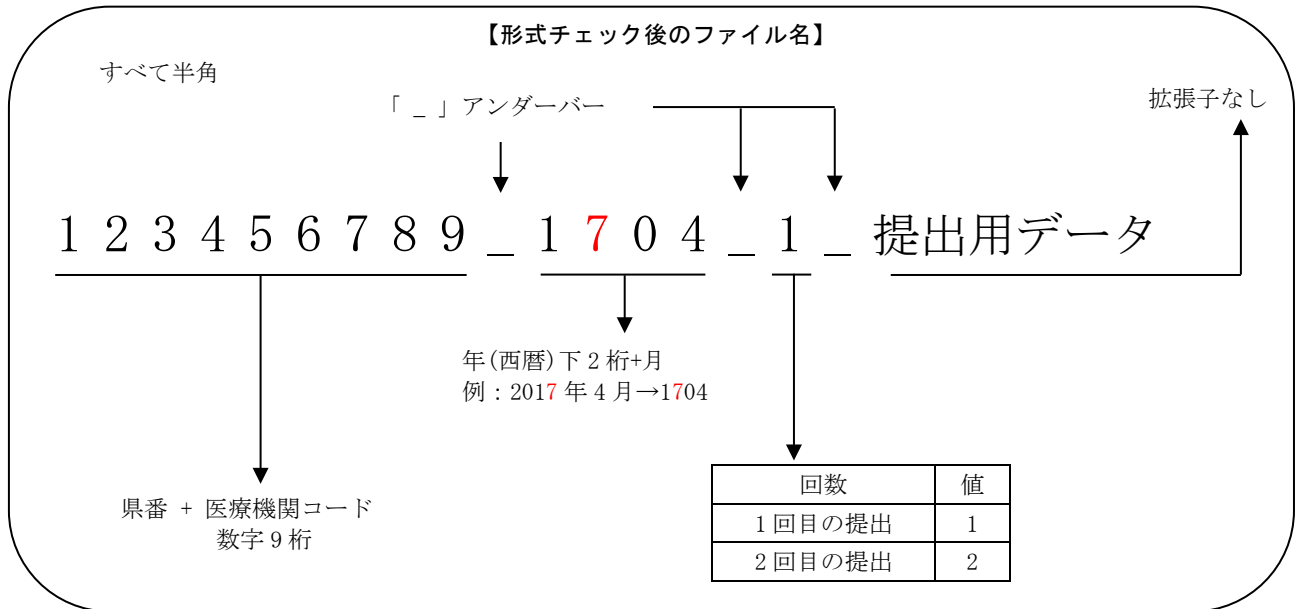 【形式チェック後のファイル名】
すべて半角
「 _ 」アンダーバー
拡張子なし
123456789_1704_1_提出用データ
年(西暦)下2桁+月
例：2017年4月→1704
県番 + 医療機関コード
数字9桁
回数 値
1回目の提出 1
2回目の提出 2